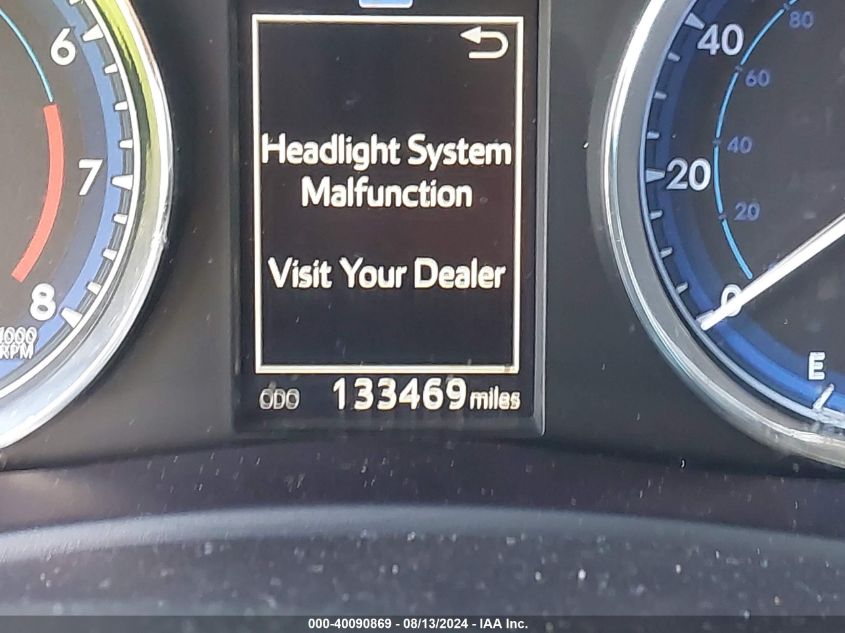 6
7
8
1000
RPM
Headlight System
Malfunction
Visit Your Dealer
ODO 133469 miles
80
40
60
40
20
20
0
E
000-40090869 - 08/13/2024 - IAA Inc.